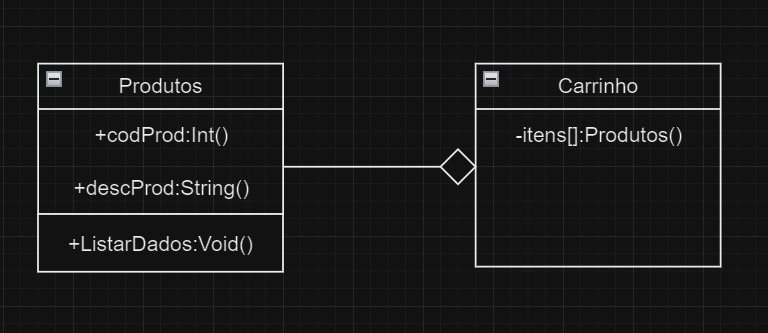 Produtos
+codProd:Int()
+descProd:String()
+ListarDados:Void()
Carrinho
-itens[]:Produtos()